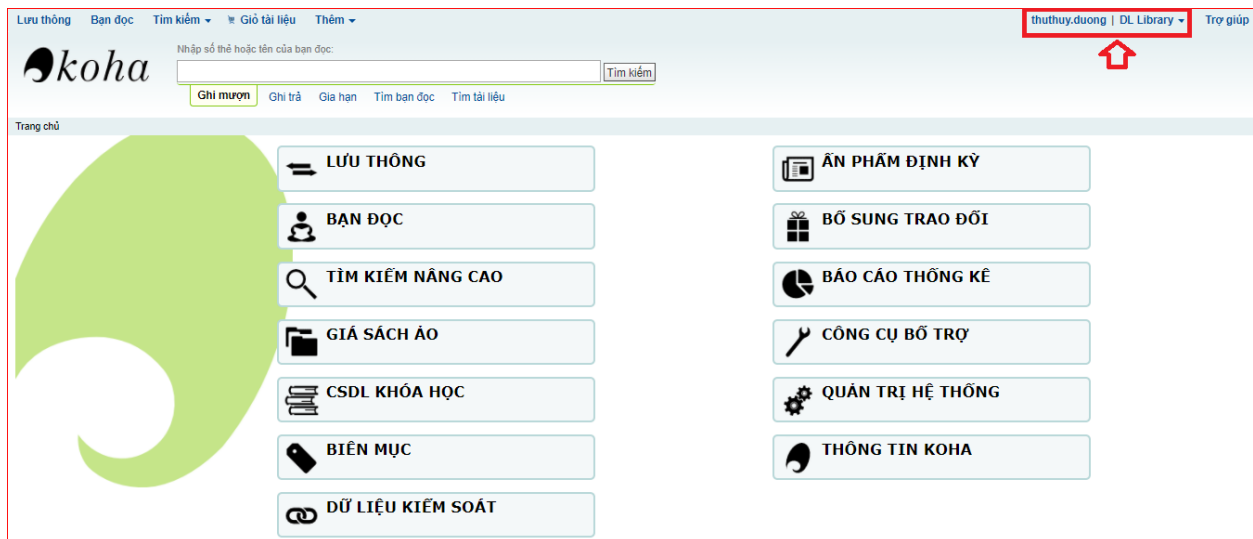 Lưu thông Bạn đọc Tìm kiếm Giỏ tài liệu Thêm thuthuy.duong | DL Library Trợ giúp
koha
Nhập số thẻ hoặc tên của bạn đọc:
Tìm kiếm
Ghi mượn Ghi trả Gia hạn Tìm bạn đọc Tìm tài liệu
Trang chủ
LƯU THÔNG
BẠN ĐỌC
TÌM KIẾM NÂNG CAO
GIÁ SÁCH ẢO
CSDL KHÓA HỌC
BIÊN MỤC
DỮ LIỆU KIỂM SOÁT
ẤN PHẨM ĐỊNH KỲ
BỔ SUNG TRAO ĐỔI
BÁO CÁO THỐNG KÊ
CÔNG CỤ BỔ TRỢ
QUẢN TRỊ HỆ THỐNG
THÔNG TIN KOHA